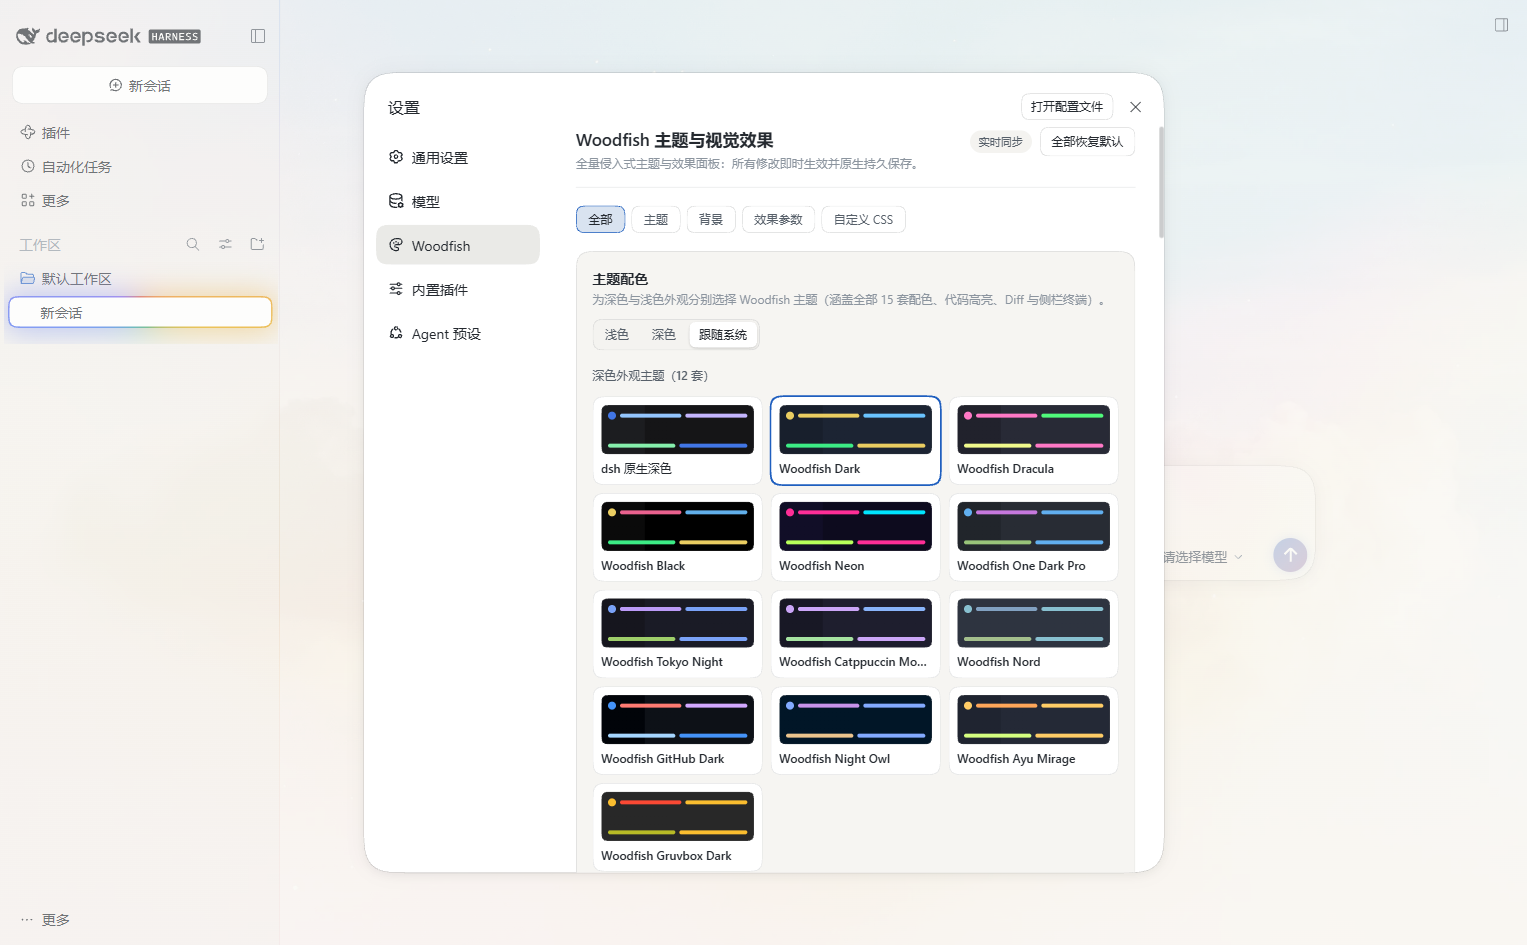 deepseek HARNESS
新会话
插件
自动化任务
更多
工作区
默认工作区
新会话
更多
设置
打开配置文件
通用设置
模型
Woodfish
内置插件
Agent 预设
Woodfish 主题与视觉效果
实时同步
全部恢复默认
全量侵入式主题与效果面板：所有修改即时生效并原生持久保存。
全部
主题
背景
效果参数
自定义 CSS
主题配色
为深色与浅色外观分别选择 Woodfish 主题（涵盖全部 15 套配色、代码高亮、Diff 与侧栏终端）。
浅色
深色
跟随系统
深色外观主题（12 套）
dsh 原生深色
Woodfish Dark
Woodfish Dracula
Woodfish Black
Woodfish Neon
Woodfish One Dark Pro
Woodfish Tokyo Night
Woodfish Catppuccin Mo...
Woodfish Nord
Woodfish GitHub Dark
Woodfish Night Owl
Woodfish Ayu Mirage
Woodfish Gruvbox Dark
请选择模型